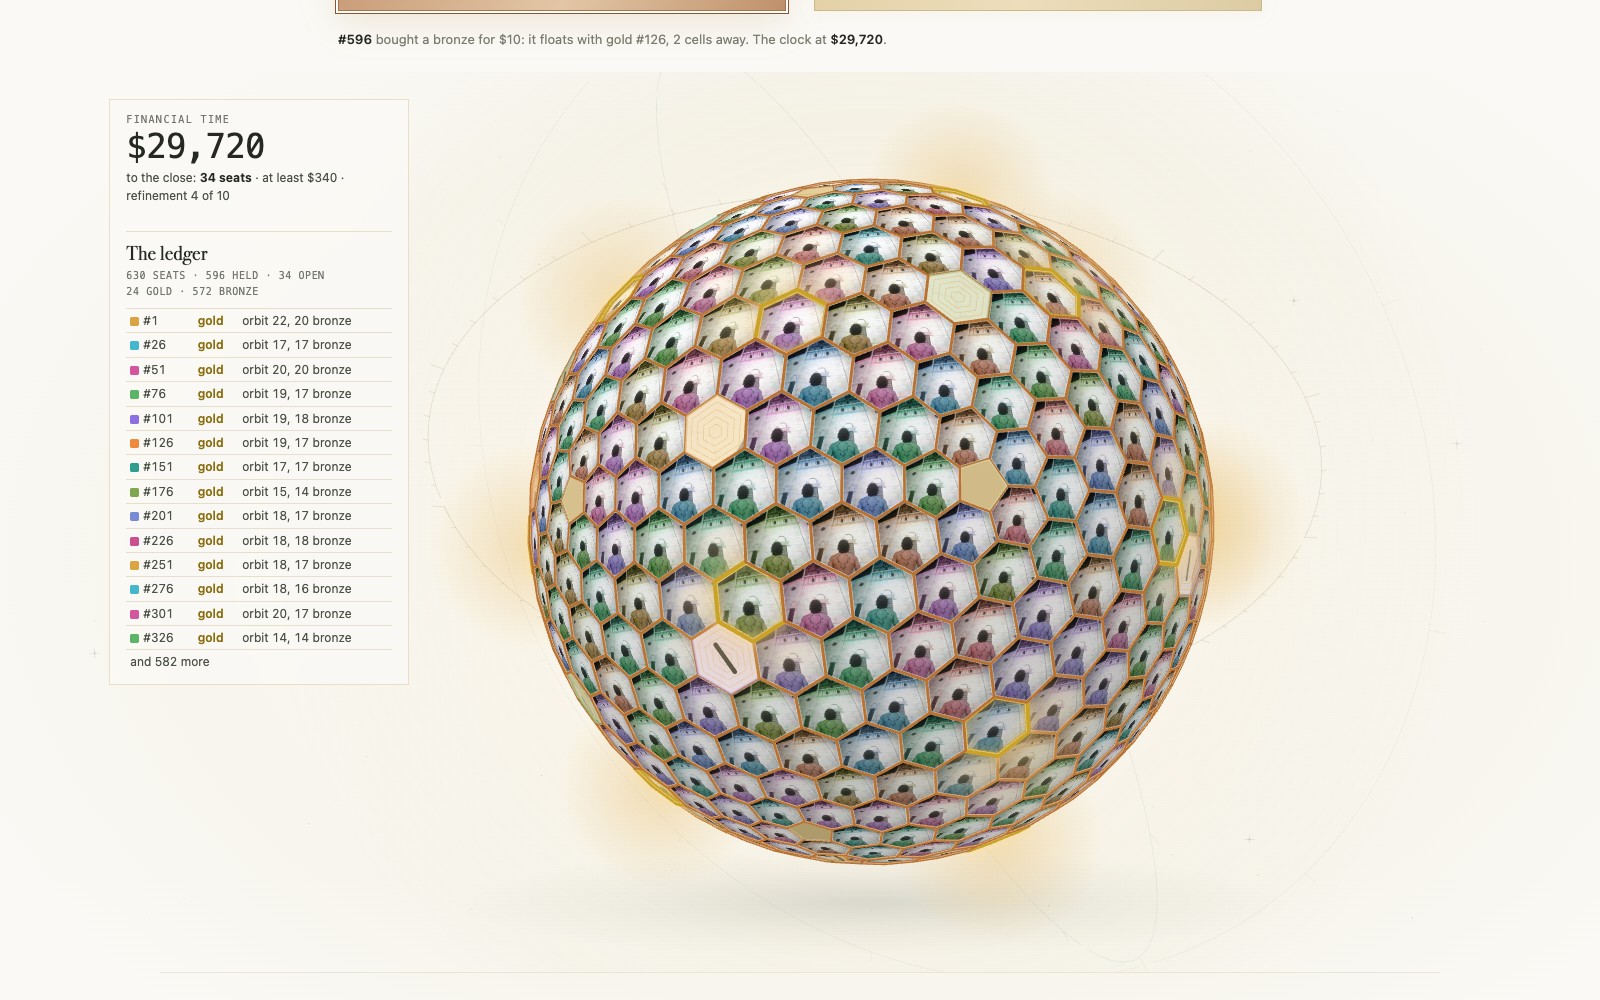 #596 bought a bronze for $10: it floats with gold #126, 2 cells away. The clock at $29,720.
FINANCIAL TIME
$29,720
to the close: 34 seats · at least $340 ·
refinement 4 of 10
The ledger
630 SEATS · 596 HELD · 34 OPEN
24 GOLD · 572 BRONZE
#1 gold orbit 22, 20 bronze
#26 gold orbit 17, 17 bronze
#51 gold orbit 20, 20 bronze
#76 gold orbit 19, 17 bronze
#101 gold orbit 19, 18 bronze
#126 gold orbit 19, 17 bronze
#151 gold orbit 17, 17 bronze
#176 gold orbit 15, 14 bronze
#201 gold orbit 18, 17 bronze
#226 gold orbit 18, 18 bronze
#251 gold orbit 18, 17 bronze
#276 gold orbit 18, 16 bronze
#301 gold orbit 20, 17 bronze
#326 gold orbit 14, 14 bronze
and 582 more